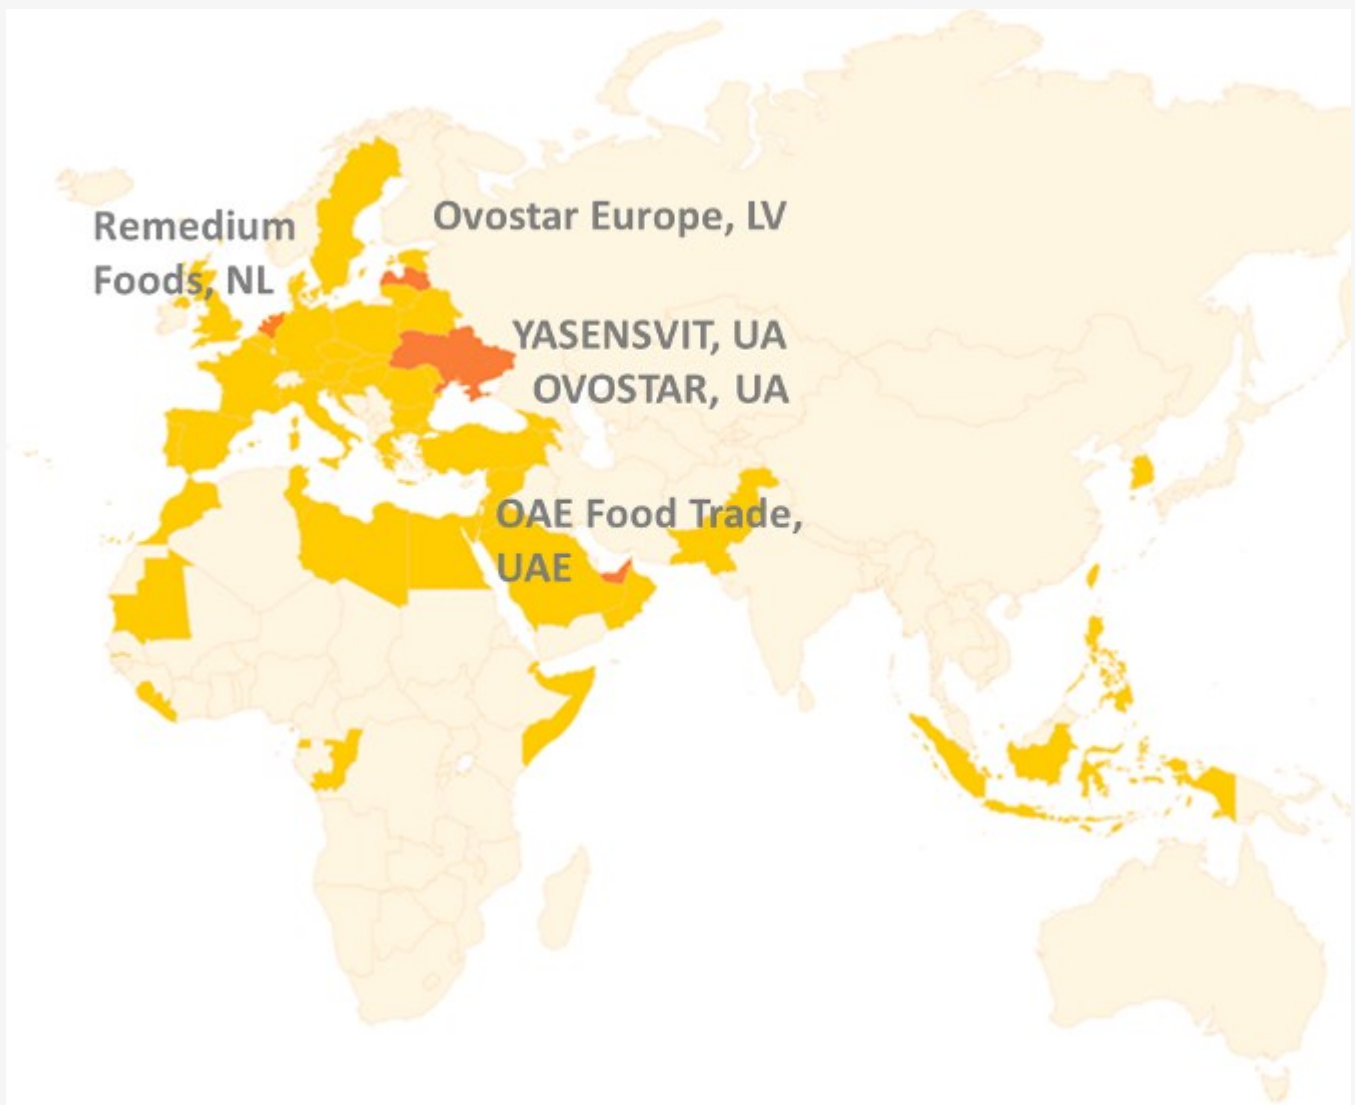 Remedium
Foods, NL
Ovostar Europe, LV
YASENSVIT, UA
OVOSTAR, UA
OAE Food Trade,
UAE